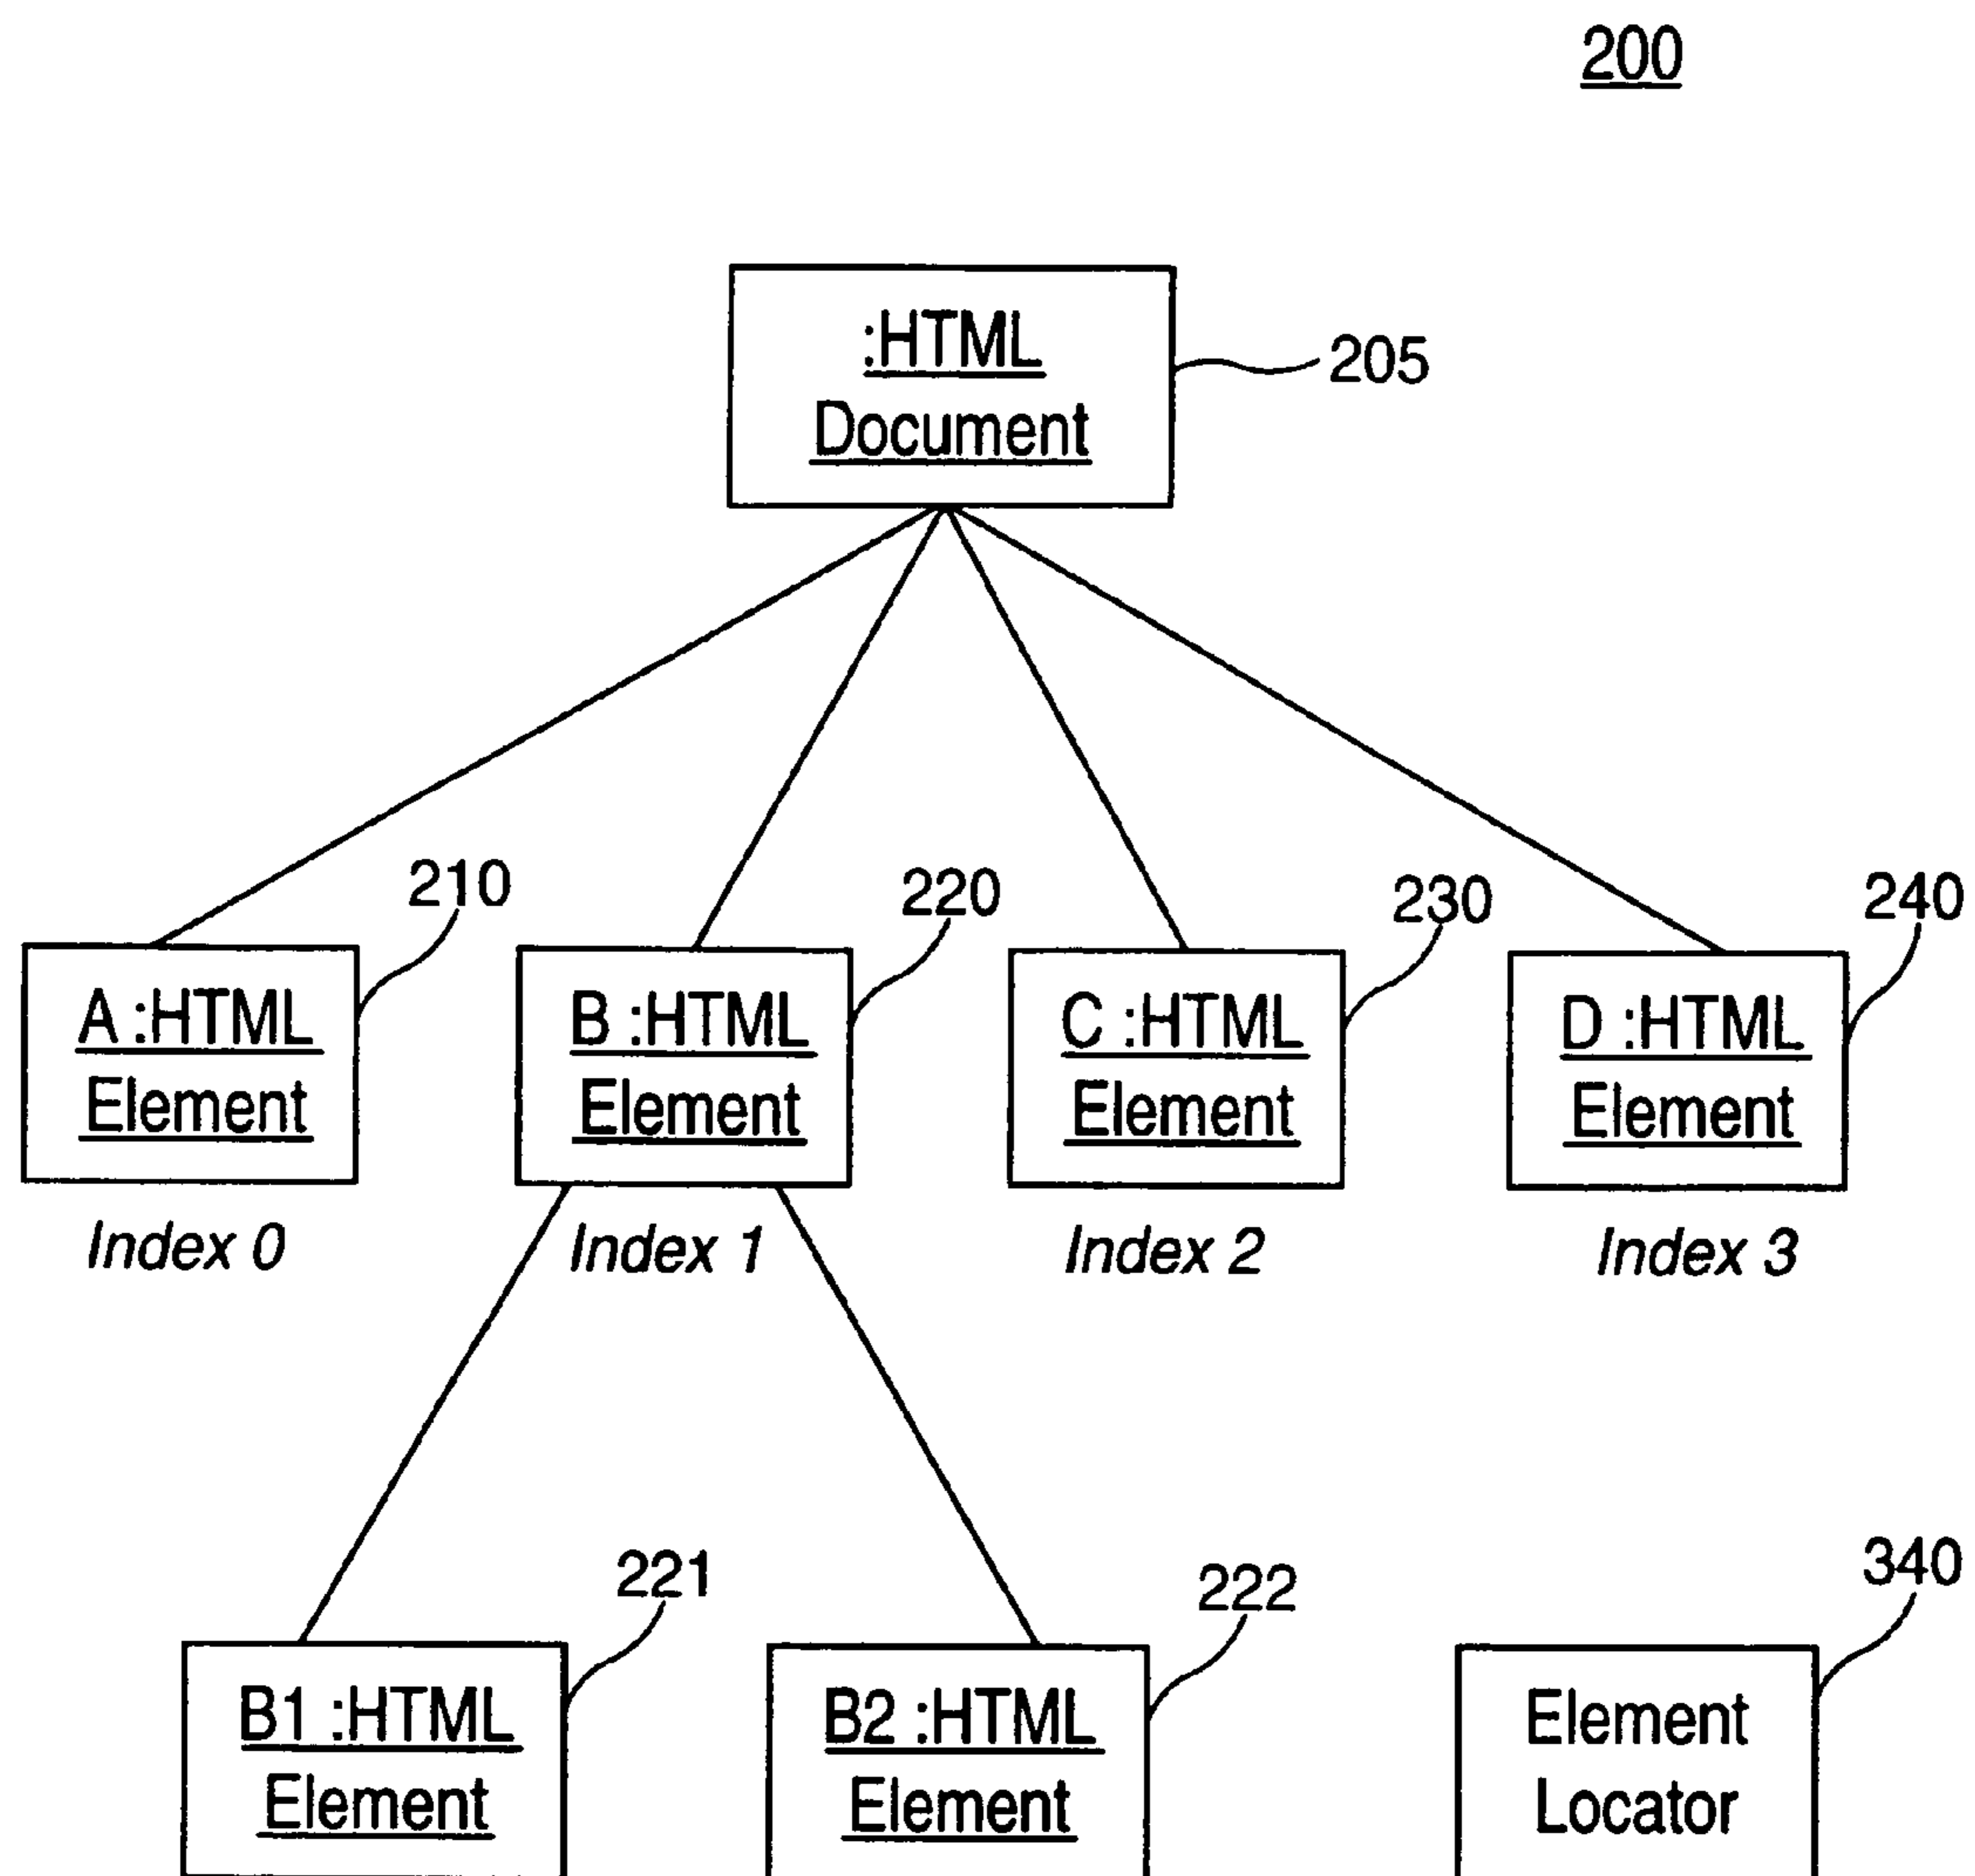 200
:HTML
Document
205
210
220
230
240
A :HTML
Element
B :HTML
Element
C :HTML
Element
D :HTML
Element
Index 0
Index 1
Index 2
Index 3
221
222
340
B1 :HTML
Element
B2 :HTML
Element
Element
Locator